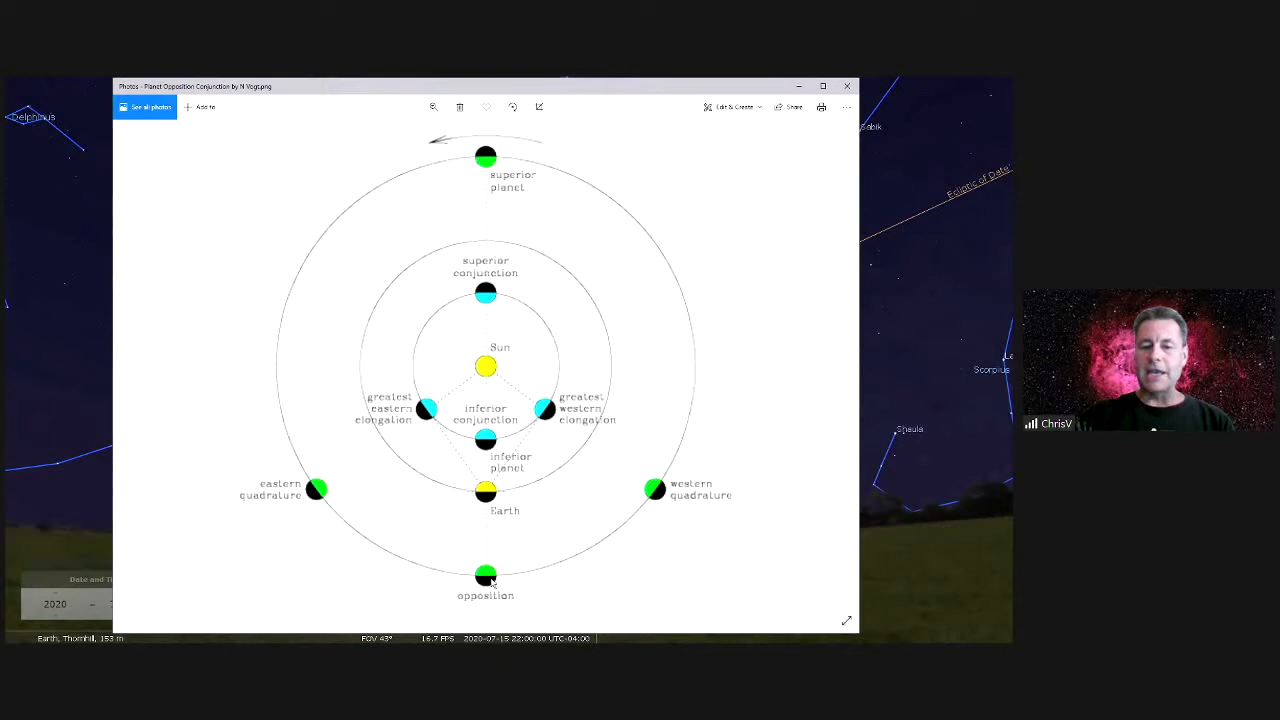 Photos - Planet Opposition Conjunction by N Vogt.png
See all photos
Add to
Edit & Create
Share
Delphinus
Sabik
Ecliptic of Date
superior
planet
superior
conjunction
Sun
greatest
eastern
elongation
inferior
conjunction
greatest
western
elongation
inferior
planet
eastern
quadrature
western
quadrature
Earth
opposition
Scorpius
Shaula
ChrisV
Date and Ti
2020
Earth, Thornhill, 153 m
FOV 43°
16.7 FPS
2020-07-15 22:00:00 UTC-04:00